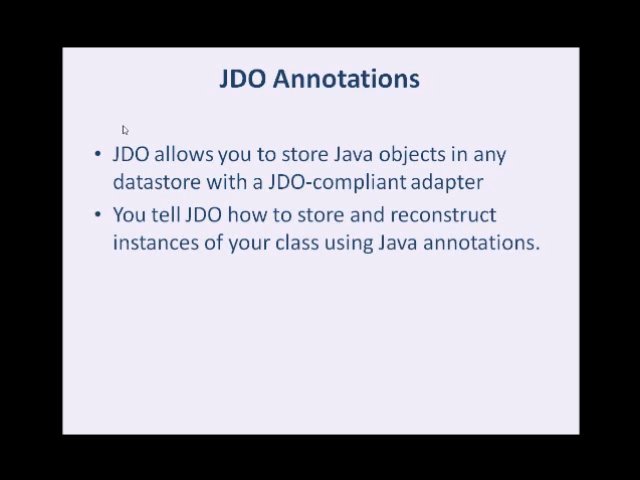 JDO Annotations
• JDO allows you to store Java objects in any
datastore with a JDO-compliant adapter
• You tell JDO how to store and reconstruct
instances of your class using Java annotations.